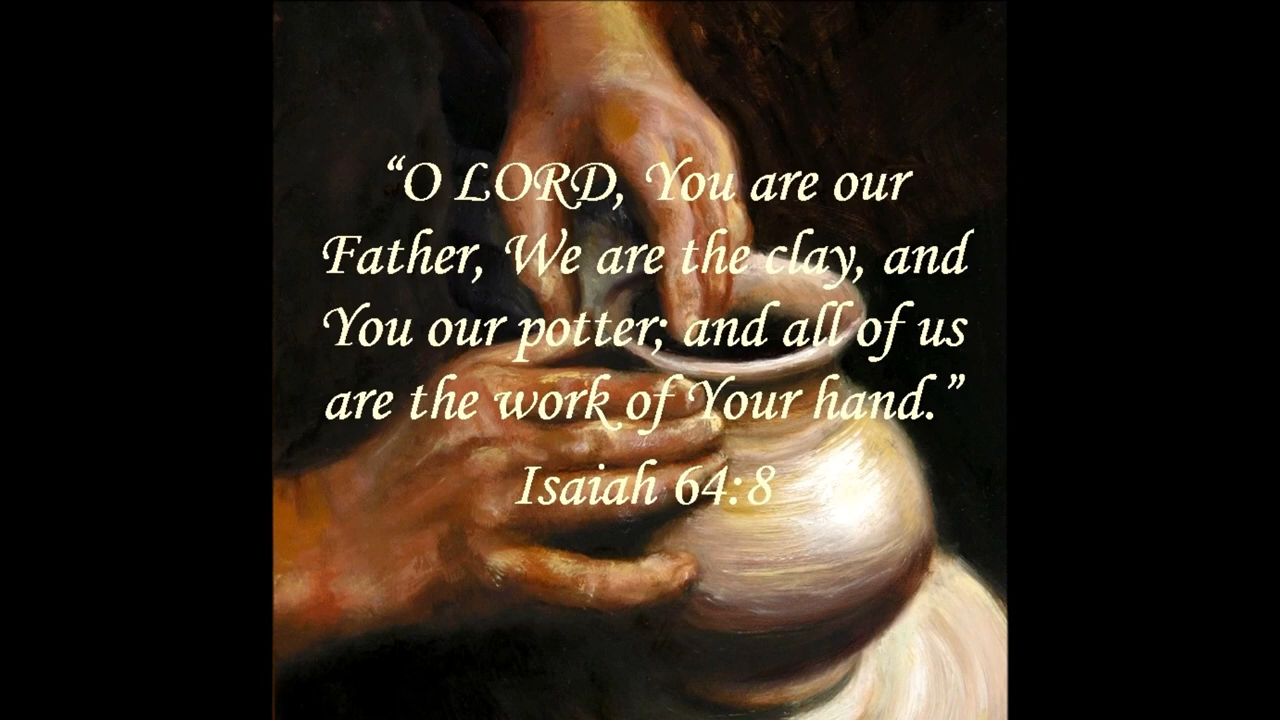 “O LORD, You are our
Father, We are the clay, and
You our potter; and all of us
are the work of Your hand.”
Isaiah 64:8